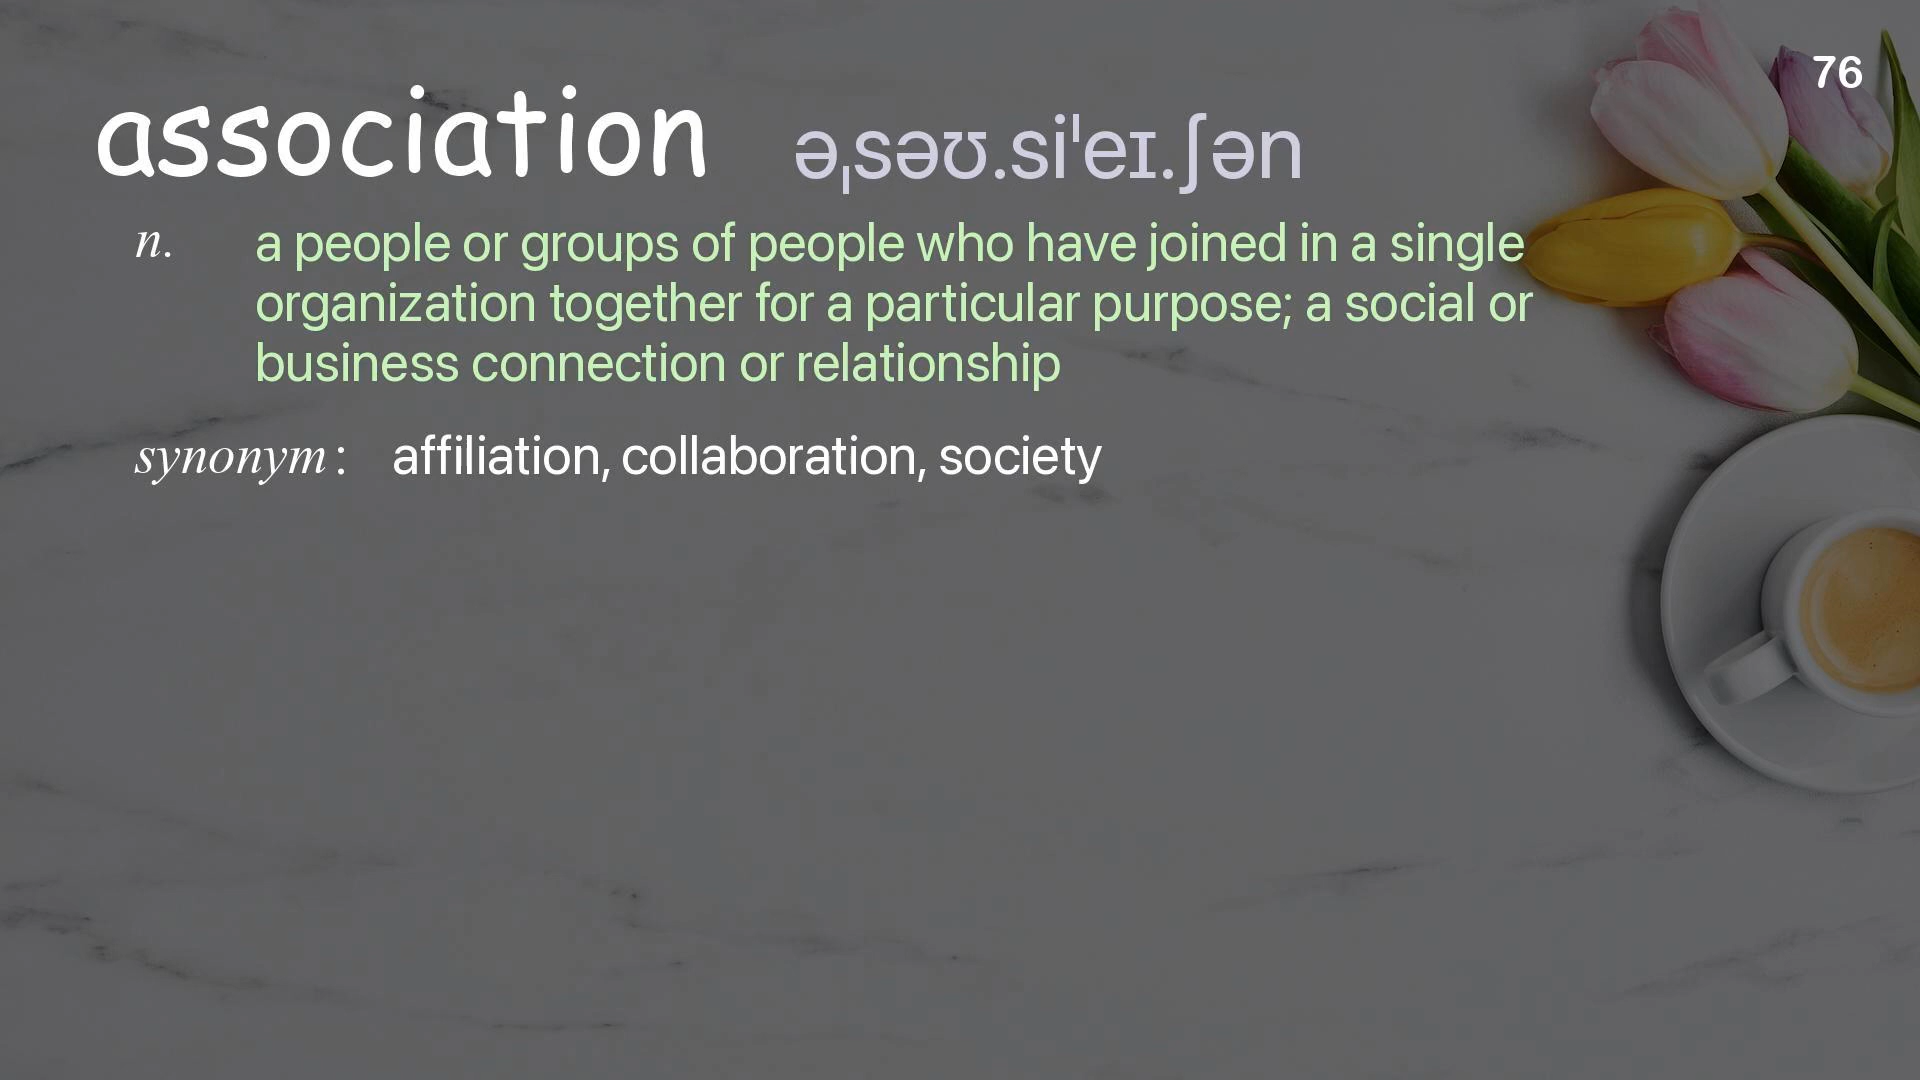 76
association əˌsəʊ.siˈeɪ.ʃən
n. a people or groups of people who have joined in a single
organization together for a particular purpose; a social or
business connection or relationship
synonym : affiliation, collaboration, society